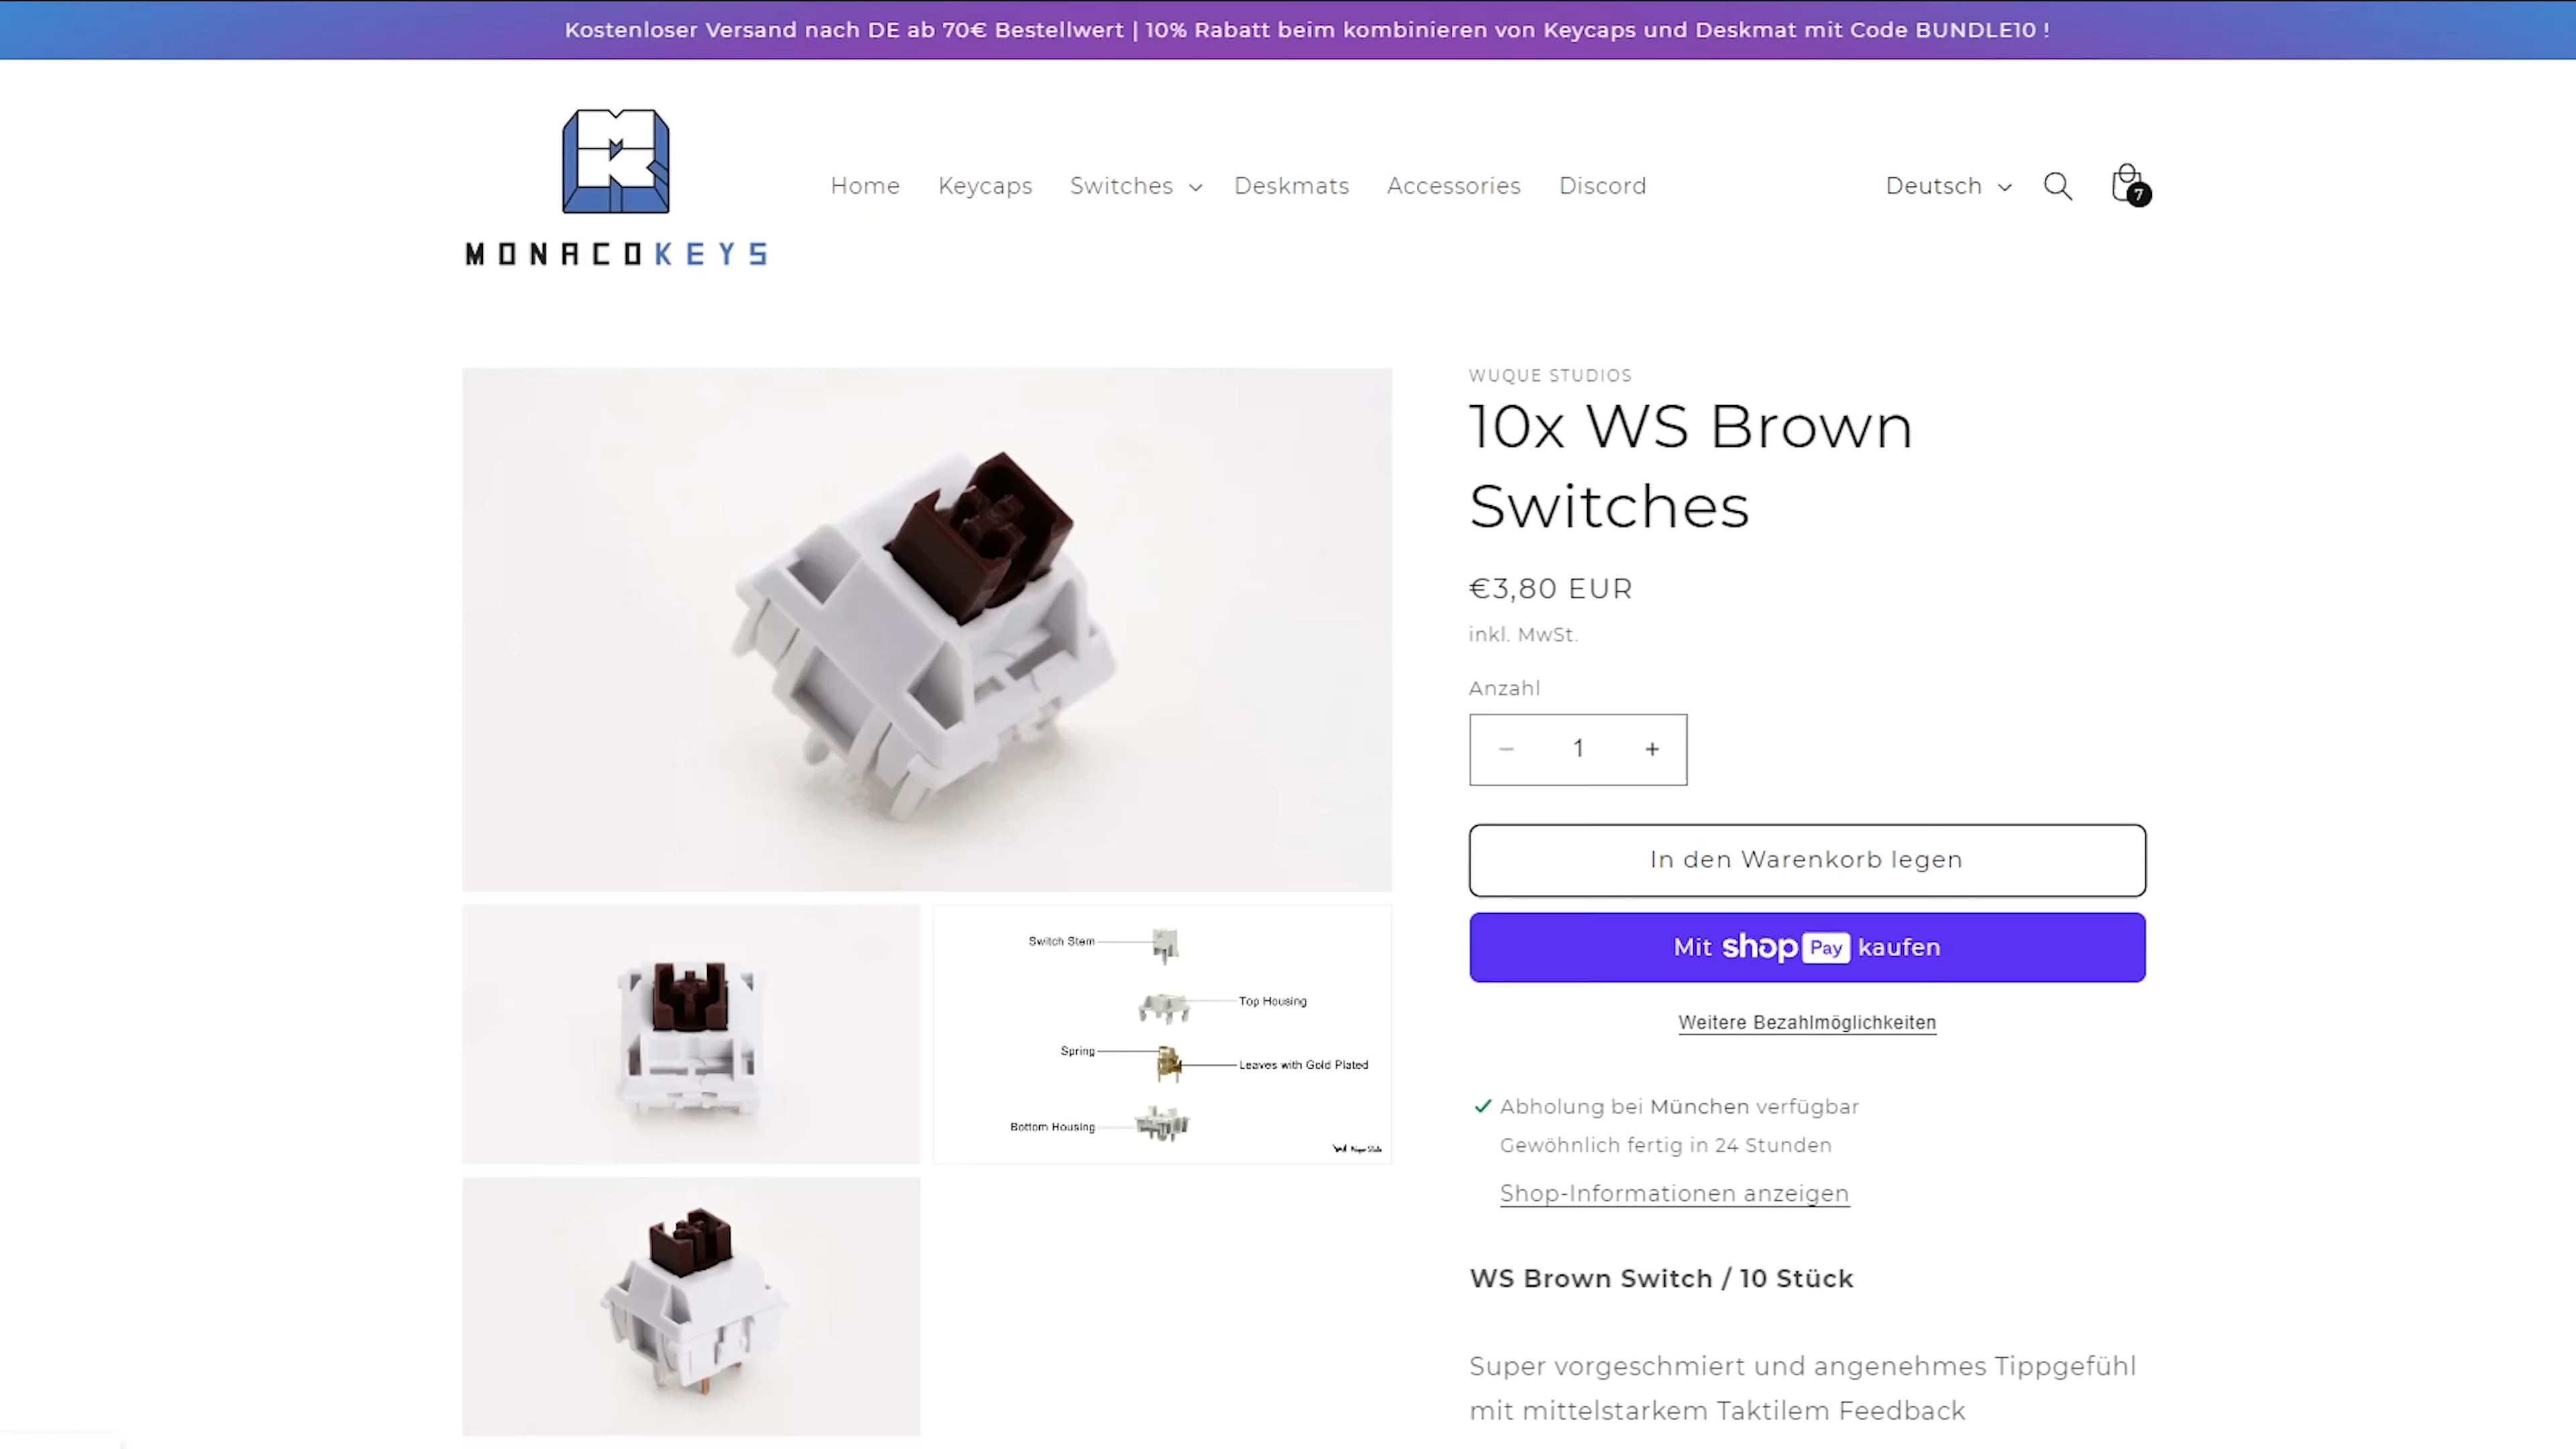 Kostenloser Versand nach DE ab 70€ Bestellwert | 10% Rabatt beim kombinieren von Keycaps und Deskmat mit Code BUNDLE10 !
MONACOKEYS
Home
Keycaps
Switches
Deskmats
Accessories
Discord
Deutsch
7
WUQUE STUDIOS
10x WS Brown
Switches
€3,80 EUR
inkl. MwSt.
Anzahl
− 1 +
In den Warenkorb legen
Mit shop Pay kaufen
Weitere Bezahlmöglichkeiten
Abholung bei München verfügbar
Gewöhnlich fertig in 24 Stunden
Shop-Informationen anzeigen
WS Brown Switch / 10 Stück
Super vorgeschmiert und angenehmes Tippgefühl
mit mittelstarkem Taktilem Feedback
Switch Stem
Top Housing
Spring
Leaves with Gold Plated
Bottom Housing